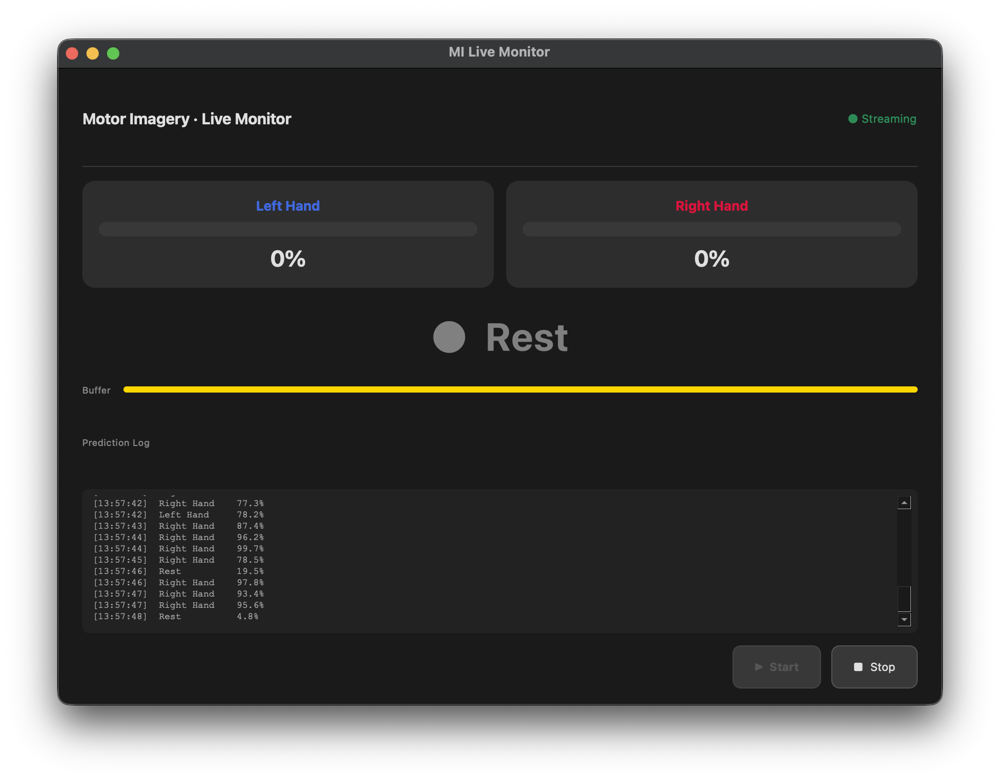 MI Live Monitor
Motor Imagery · Live Monitor
Streaming
Left Hand
0%
Right Hand
0%
Rest
Buffer
Prediction Log
[13:57:42] Right Hand 77.3%
[13:57:42] Left Hand 78.2%
[13:57:43] Right Hand 87.4%
[13:57:44] Right Hand 96.2%
[13:57:44] Right Hand 99.7%
[13:57:45] Right Hand 78.5%
[13:57:46] Rest 19.5%
[13:57:46] Right Hand 97.8%
[13:57:47] Right Hand 93.4%
[13:57:47] Right Hand 95.6%
[13:57:48] Rest 4.8%
Start
Stop